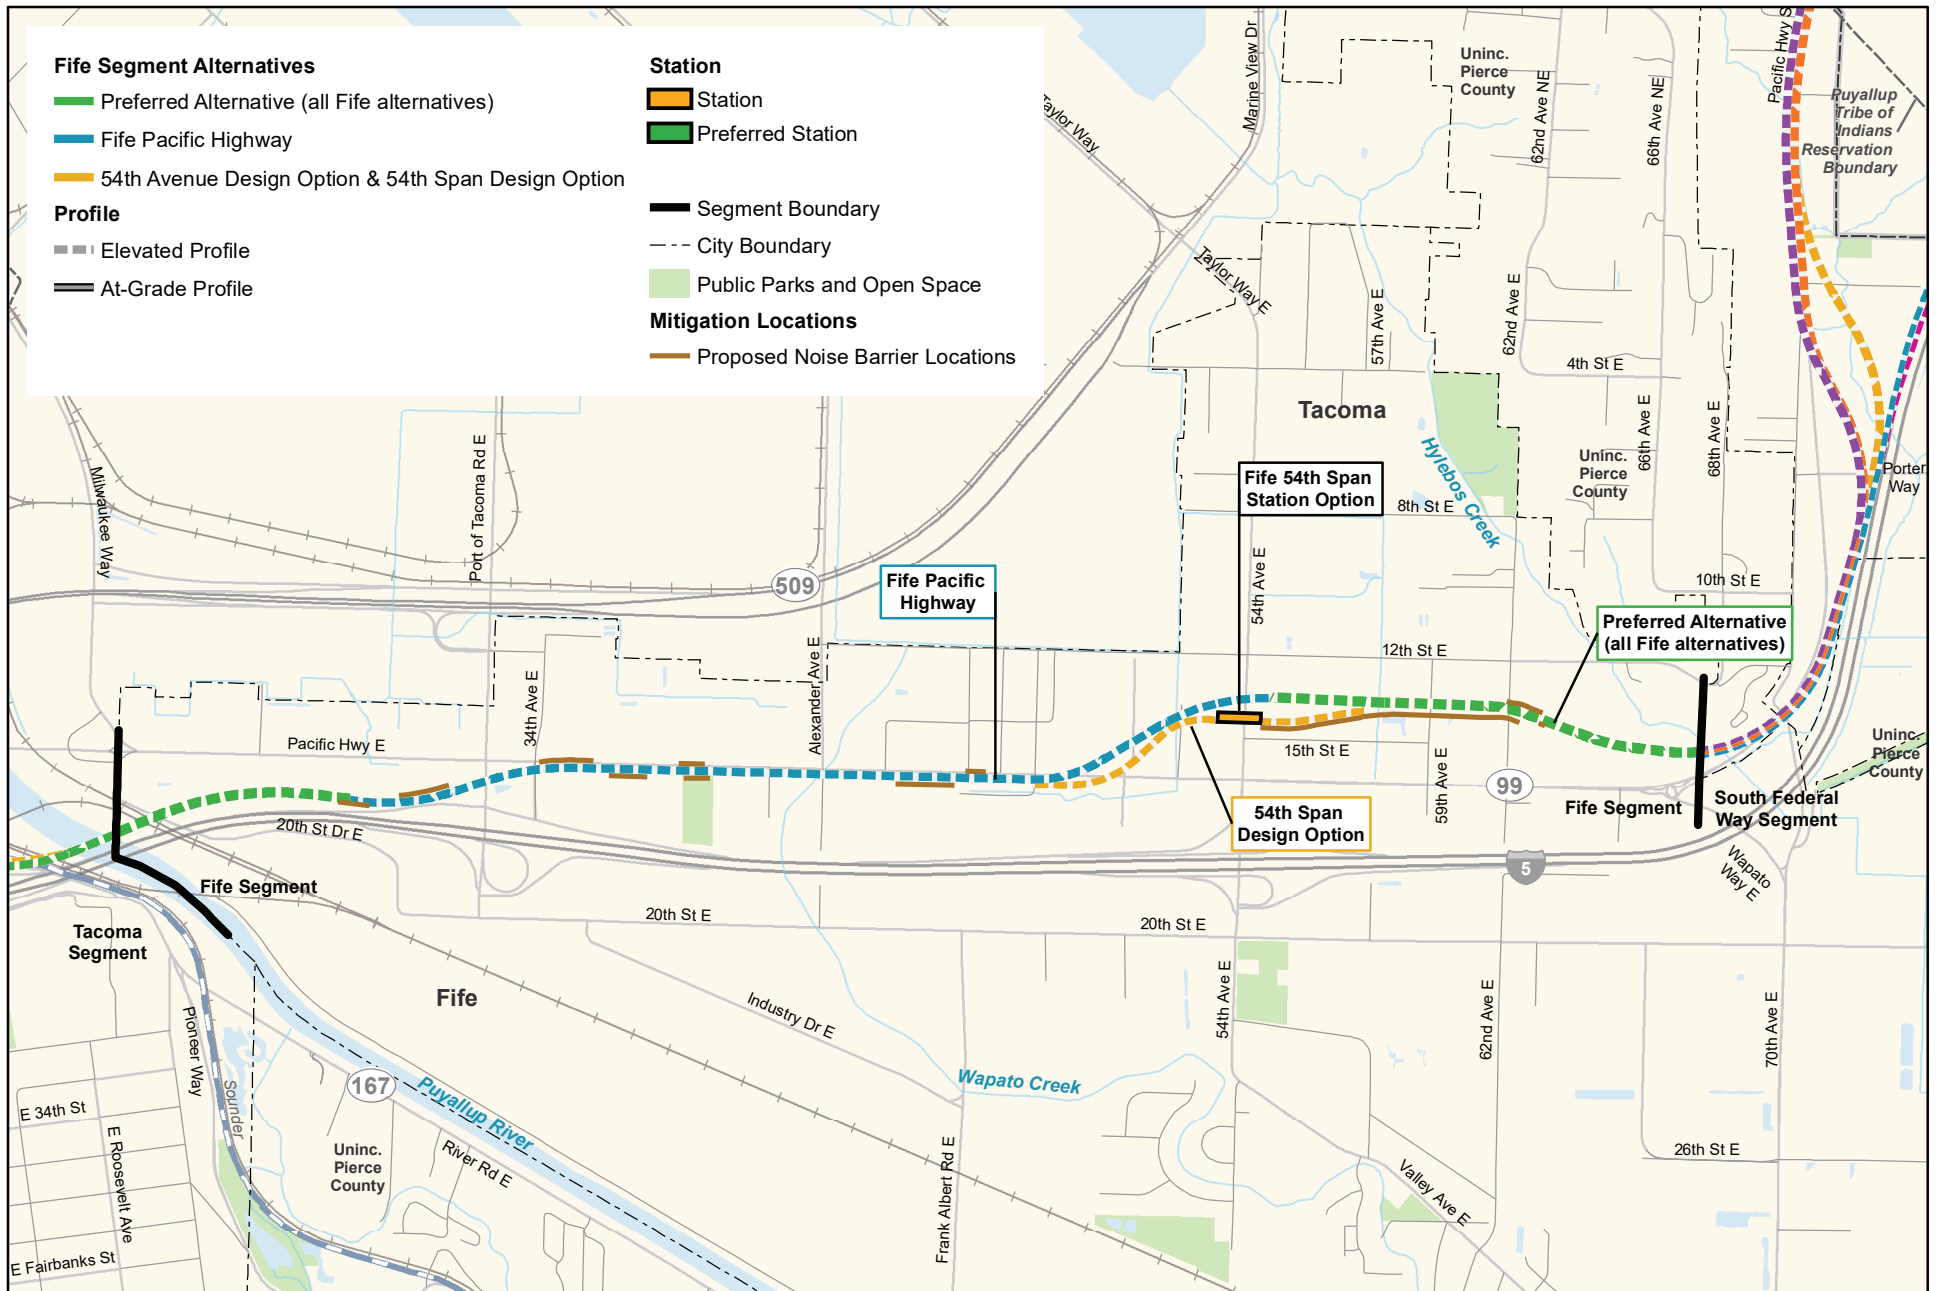 Fife Segment Alternatives
Preferred Alternative (all Fife alternatives)
Fife Pacific Highway
54th Avenue Design Option & 54th Span Design Option
Profile
Elevated Profile
At-Grade Profile
Station
Station
Preferred Station
Segment Boundary
City Boundary
Public Parks and Open Space
Mitigation Locations
Proposed Noise Barrier Locations
Taylor Way
Marine View Dr
Uninc.
Pierce
County
62nd Ave NE
66th Ave NE
Pacific Hwy S
Puyallup
Tribe of
Indians
Reservation
Boundary
Taylor Way E
57th Ave E
62nd Ave E
4th St E
Tacoma
66th Ave E
68th Ave E
Hylebos Creek
Uninc.
Pierce
County
Porter
Way
Milwaukee Way
Port of Tacoma Rd E
Fife 54th Span
Station Option
8th St E
54th Ave E
509
Fife Pacific
Highway
10th St E
Preferred Alternative
(all Fife alternatives)
12th St E
34th Ave E
Alexander Ave E
Pacific Hwy E
15th St E
59th Ave E
99
Uninc.
Pierce
County
Fife Segment
South Federal
Way Segment
54th Span
Design Option
20th St Dr E
5
Wapato
Way E
Fife Segment
Tacoma
Segment
20th St E
20th St E
Fife
Industry Dr E
54th Ave E
62nd Ave E
70th Ave E
Pioneer Way
Sounder
167
Puyallup River
Wapato Creek
E 34th St
E Roosevelt Ave
Uninc.
Pierce
County
River Rd E
Frank Albert Rd E
Valley Ave E
26th St E
E Fairbanks St